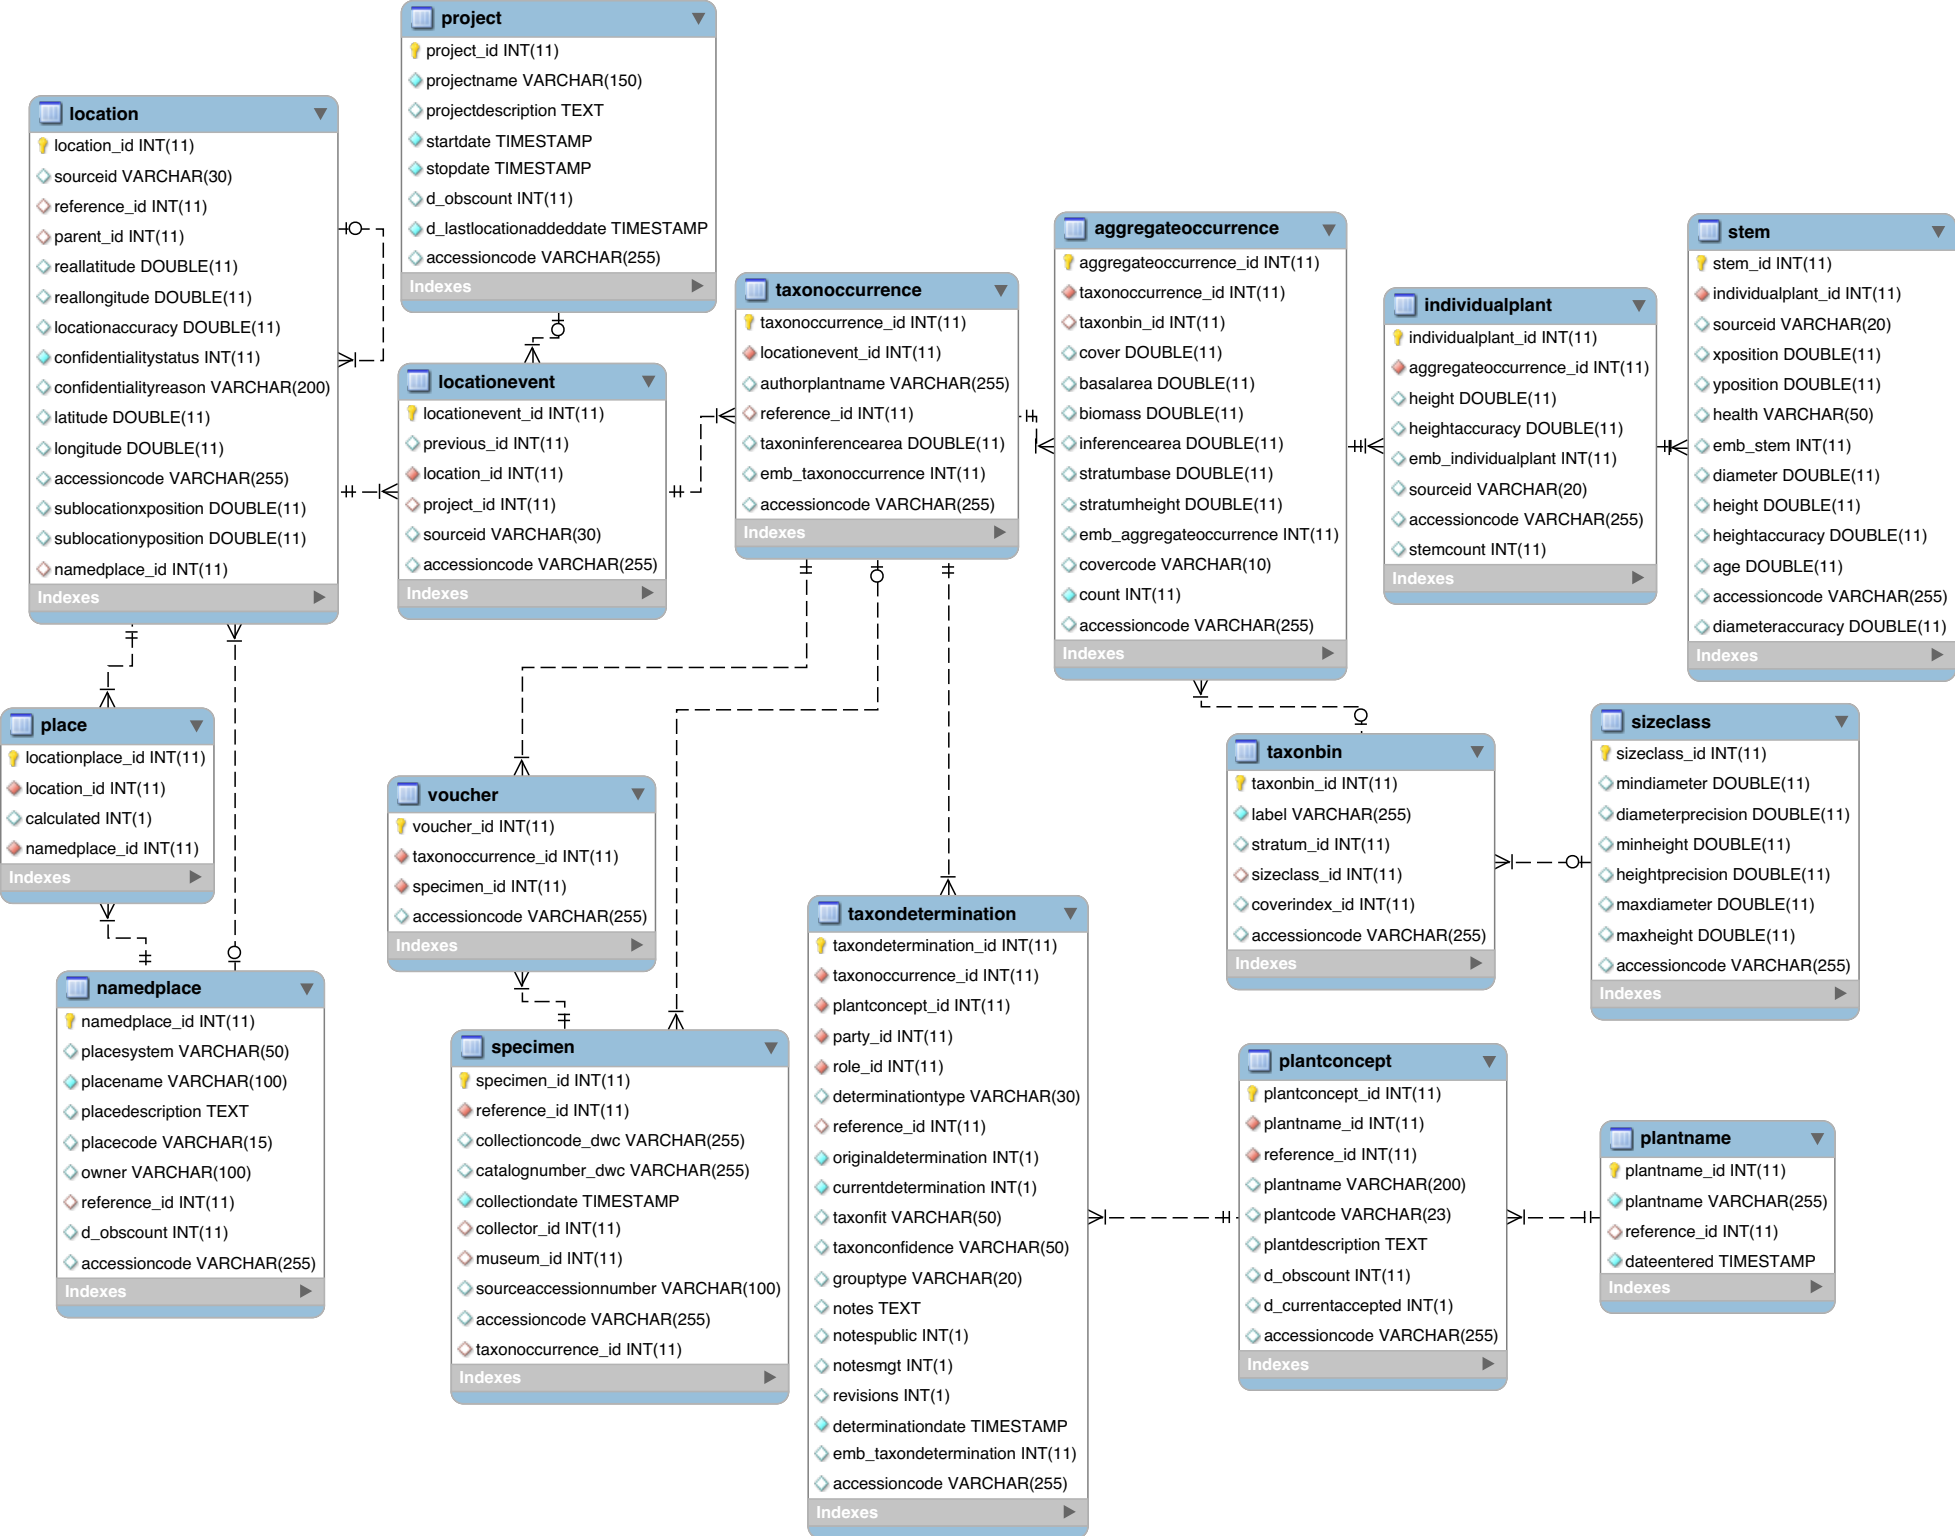 project
project_id INT(11)
projectname VARCHAR(150)
projectdescription TEXT
startdate TIMESTAMP
stopdate TIMESTAMP
d_obscount INT(11)
d_lastlocationaddeddate TIMESTAMP
accessioncode VARCHAR(255)
Indexes
location
location_id INT(11)
sourceid VARCHAR(30)
reference_id INT(11)
parent_id INT(11)
reallatitude DOUBLE(11)
reallongitude DOUBLE(11)
locationaccuracy DOUBLE(11)
confidentialitystatus INT(11)
confidentialityreason VARCHAR(200)
latitude DOUBLE(11)
longitude DOUBLE(11)
accessioncode VARCHAR(255)
sublocationxposition DOUBLE(11)
sublocationyposition DOUBLE(11)
namedplace_id INT(11)
Indexes
locationevent
locationevent_id INT(11)
previous_id INT(11)
location_id INT(11)
project_id INT(11)
sourceid VARCHAR(30)
accessioncode VARCHAR(255)
Indexes
taxonoccurrence
taxonoccurrence_id INT(11)
locationevent_id INT(11)
authorplantname VARCHAR(255)
reference_id INT(11)
taxoninferencearea DOUBLE(11)
emb_taxonoccurrence INT(11)
accessioncode VARCHAR(255)
Indexes
aggregateoccurrence
aggregateoccurrence_id INT(11)
taxonoccurrence_id INT(11)
taxonbin_id INT(11)
cover DOUBLE(11)
basalarea DOUBLE(11)
biomass DOUBLE(11)
inferencearea DOUBLE(11)
stratumbase DOUBLE(11)
stratumheight DOUBLE(11)
emb_aggregateoccurrence INT(11)
covercode VARCHAR(10)
count INT(11)
accessioncode VARCHAR(255)
Indexes
individualplant
individualplant_id INT(11)
aggregateoccurrence_id INT(11)
height DOUBLE(11)
heightaccuracy DOUBLE(11)
emb_individualplant INT(11)
sourceid VARCHAR(20)
accessioncode VARCHAR(255)
stemcount INT(11)
Indexes
stem
stem_id INT(11)
individualplant_id INT(11)
sourceid VARCHAR(20)
xposition DOUBLE(11)
yposition DOUBLE(11)
health VARCHAR(50)
emb_stem INT(11)
diameter DOUBLE(11)
height DOUBLE(11)
heightaccuracy DOUBLE(11)
age DOUBLE(11)
accessioncode VARCHAR(255)
diameteraccuracy DOUBLE(11)
Indexes
place
locationplace_id INT(11)
location_id INT(11)
calculated INT(1)
namedplace_id INT(11)
Indexes
namedplace
namedplace_id INT(11)
placesystem VARCHAR(50)
placename VARCHAR(100)
placedescription TEXT
placecode VARCHAR(15)
owner VARCHAR(100)
reference_id INT(11)
d_obscount INT(11)
accessioncode VARCHAR(255)
Indexes
voucher
voucher_id INT(11)
taxonoccurrence_id INT(11)
specimen_id INT(11)
accessioncode VARCHAR(255)
Indexes
specimen
specimen_id INT(11)
reference_id INT(11)
collectioncode_dwc VARCHAR(255)
catalognumber_dwc VARCHAR(255)
collectiondate TIMESTAMP
collector_id INT(11)
museum_id INT(11)
sourceaccessionnumber VARCHAR(100)
accessioncode VARCHAR(255)
taxonoccurrence_id INT(11)
Indexes
taxondetermination
taxondetermination_id INT(11)
taxonoccurrence_id INT(11)
plantconcept_id INT(11)
party_id INT(11)
role_id INT(11)
determinationtype VARCHAR(30)
reference_id INT(11)
originaldetermination INT(1)
currentdetermination INT(1)
taxonfit VARCHAR(50)
taxonconfidence VARCHAR(50)
grouptype VARCHAR(20)
notes TEXT
notespublic INT(1)
notesmgt INT(1)
revisions INT(1)
determinationdate TIMESTAMP
emb_taxondetermination INT(11)
accessioncode VARCHAR(255)
Indexes
taxonbin
taxonbin_id INT(11)
label VARCHAR(255)
stratum_id INT(11)
sizeclass_id INT(11)
coverindex_id INT(11)
accessioncode VARCHAR(255)
Indexes
sizeclass
sizeclass_id INT(11)
mindiameter DOUBLE(11)
diameterprecision DOUBLE(11)
minheight DOUBLE(11)
heightprecision DOUBLE(11)
maxdiameter DOUBLE(11)
maxheight DOUBLE(11)
accessioncode VARCHAR(255)
Indexes
plantconcept
plantconcept_id INT(11)
plantname_id INT(11)
reference_id INT(11)
plantname VARCHAR(200)
plantcode VARCHAR(23)
plantdescription TEXT
d_obscount INT(11)
d_currentaccepted INT(1)
accessioncode VARCHAR(255)
Indexes
plantname
plantname_id INT(11)
plantname VARCHAR(255)
reference_id INT(11)
dateentered TIMESTAMP
Indexes